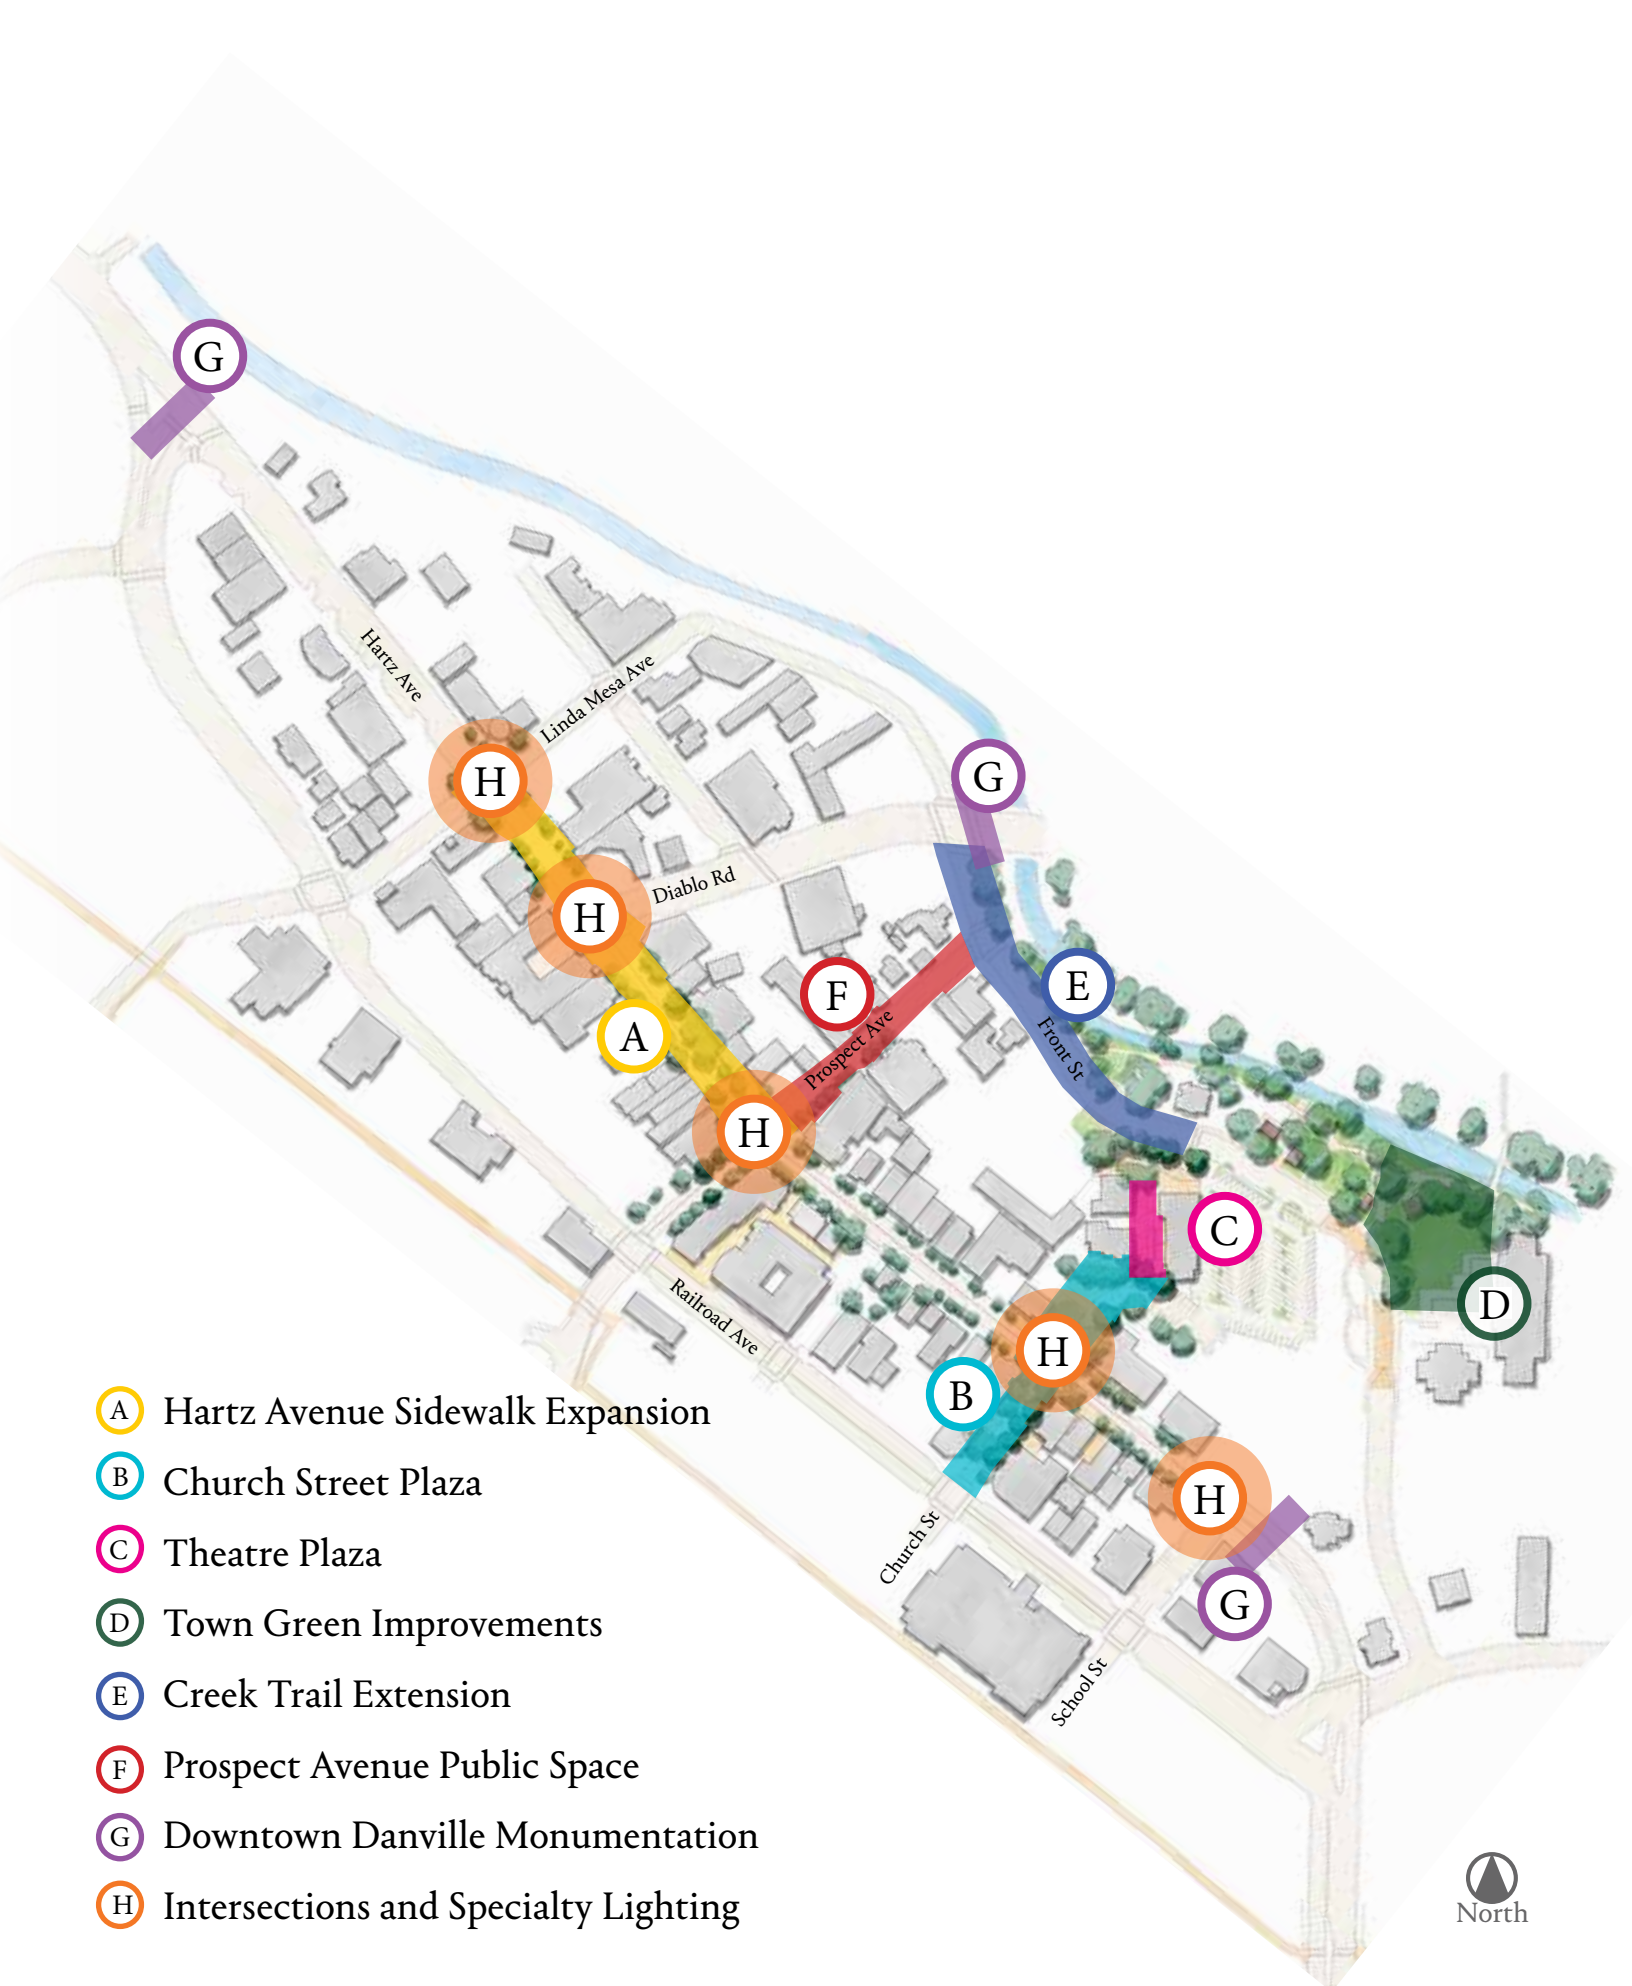 G
Hartz Ave
Linda Mesa Ave
H
G
H
Diablo Rd
F
E
A
Prospect Ave
Front St
H
C
Railroad Ave
D
H
B
H
Church St
G
School St
A Hartz Avenue Sidewalk Expansion
B Church Street Plaza
C Theatre Plaza
D Town Green Improvements
E Creek Trail Extension
F Prospect Avenue Public Space
G Downtown Danville Monumentation
H Intersections and Specialty Lighting
North